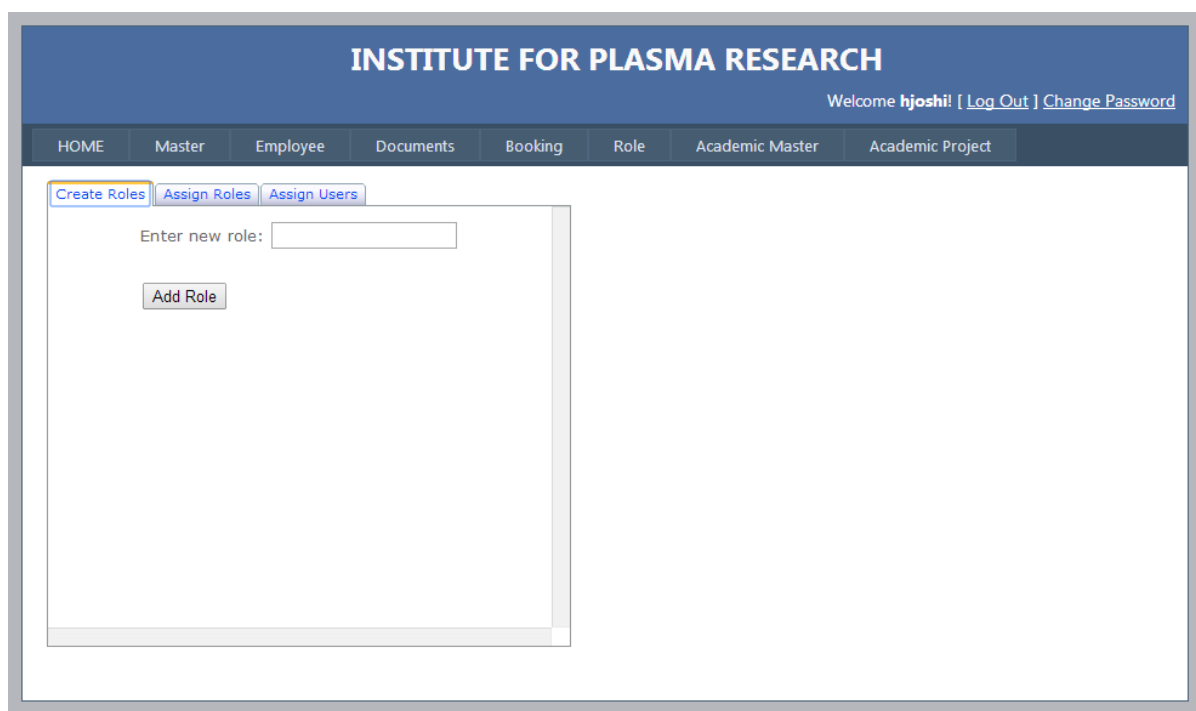 INSTITUTE FOR PLASMA RESEARCH
Welcome hjoshi! [ Log Out ] Change Password
HOME Master Employee Documents Booking Role Academic Master Academic Project
Create Roles Assign Roles Assign Users
Enter new role:
Add Role